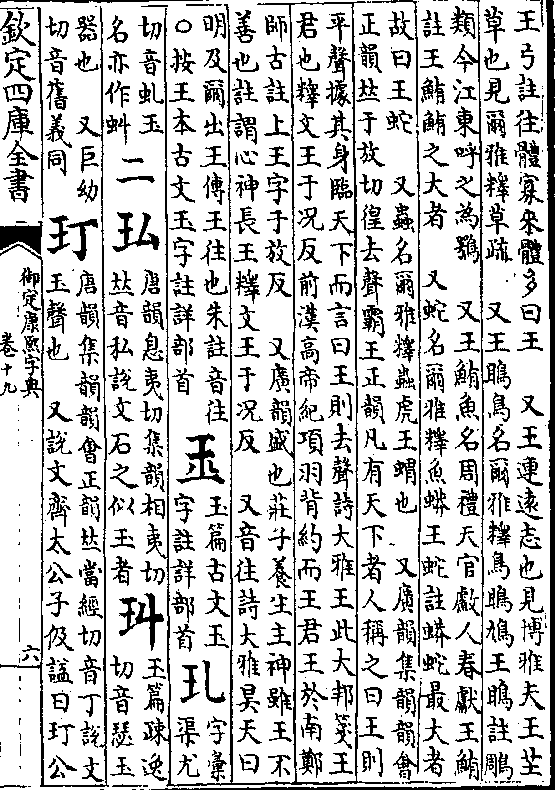 王弓註往體寡來體多曰王　又王連遠志也見博雅夫王芏
草也見爾雅釋草疏　又王鴡鳥名爾雅釋鳥鴡鳩王鴡註鵰
類今江東呼之為鶚　又王鮪魚名周禮天官獻人春獻王鮪
註王鮪鮪之大者　又蛇名爾雅釋魚蟒王蛇註蟒蛇最大者
故曰王蛇　又蟲名爾雅釋蟲虎王蝟也　又廣韻集韻韻會
正韻𠀤于放切徨去聲霸王正韻凡有天下者人稱之曰王則
平聲據其身臨天下而言曰王則去聲詩大雅王此大邦箋王
君也釋文王于況反前漢高帝紀項羽背約而王君王於南鄭
師古註上王字于放反　又廣韻盛也莊子養生主神雖王不
善也註謂心神長王釋文王于況反　又音往詩大雅昊天曰
明及爾出王傳王往也朱註音往
○按王本古文玉字註詳部首
玉篇古文玉
字註詳部首
玌
字彙渠尤
切音虬玉
名亦作
二
唐韻息夷切集韻相夷切
𠀤音私說文石之似玉者
玉篇疎逸
切音瑟玉
器也　又巨幼
切音舊義同
玎
唐韻集韻韻會正韻𠀤當經切音丁說文
玉聲也　又說文齊太公子伋諡曰玎公
欽定四庫全書
御定康熙字典
卷十九
六